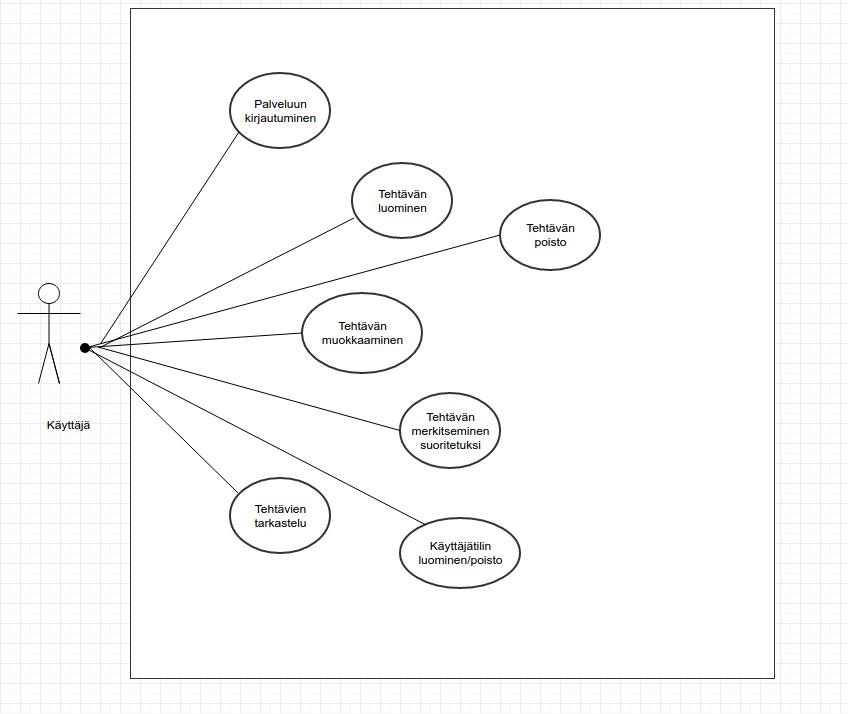 Palveluun
kirjautuminen
Tehtävän
luominen
Tehtävän
poisto
Tehtävän
muokkaaminen
Tehtävän
merkitseminen
suoritetuksi
Käyttäjä
Tehtävien
tarkastelu
Käyttäjätilin
luominen/poisto